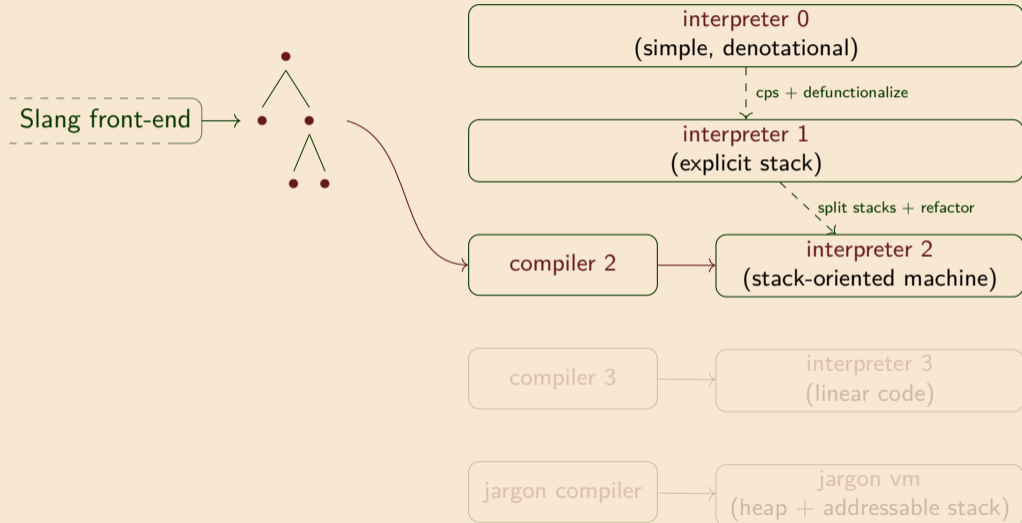 interpreter 0
(simple, denotational)
cps + defunctionalize
Slang front-end
interpreter 1
(explicit stack)
split stacks + refactor
compiler 2
interpreter 2
(stack-oriented machine)
compiler 3
interpreter 3
(linear code)
jargon compiler
jargon vm
(heap + addressable stack)